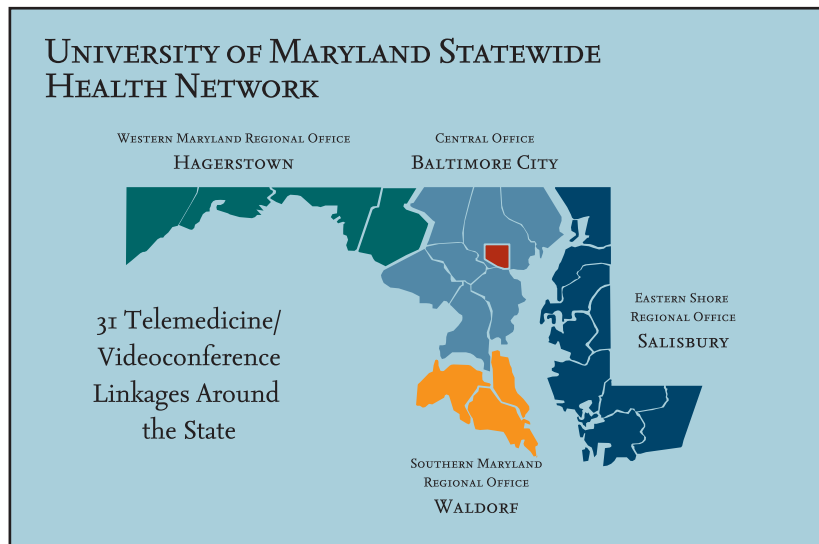 University of Maryland Statewide
Health Network
Western Maryland Regional Office
Hagerstown
Central Office
Baltimore City
31 Telemedicine/
Videoconference
Linkages Around
the State
Eastern Shore
Regional Office
Salisbury
Southern Maryland
Regional Office
Waldorf